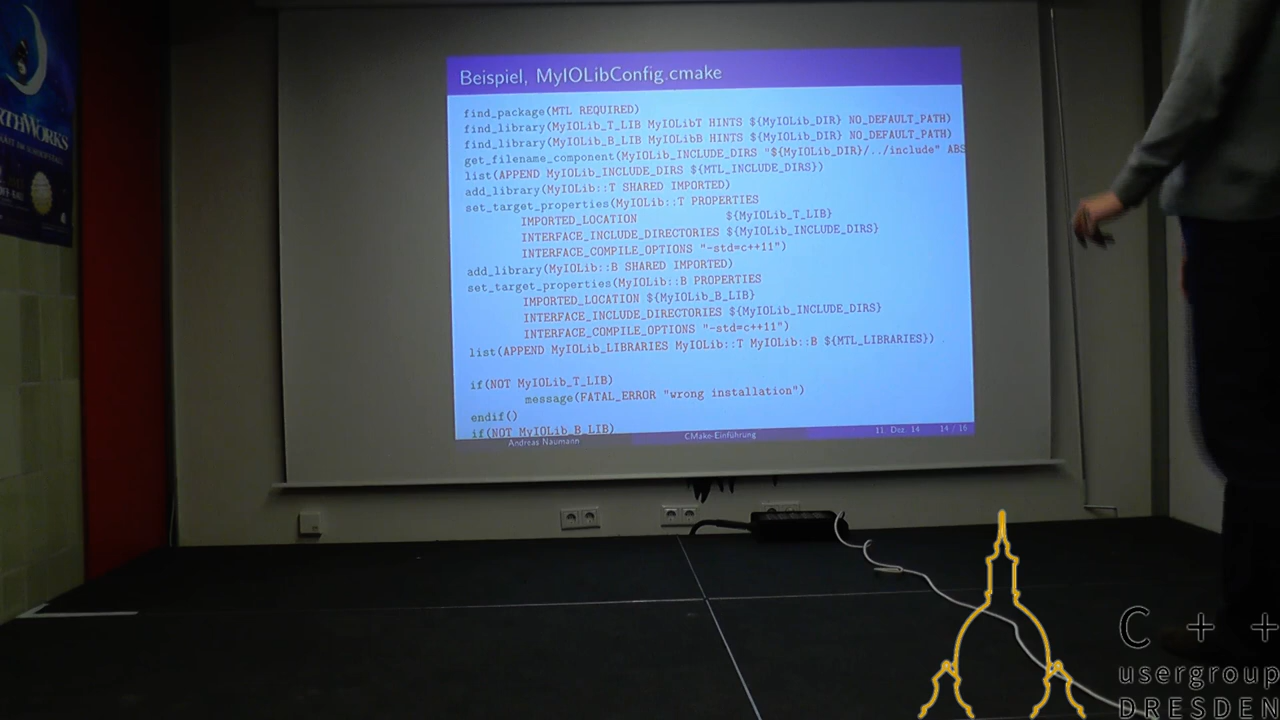 Beispiel, MyIOLibConfig.cmake
find_package(MTL REQUIRED)
find_library(MyIOLib_T_LIB MyIOLibT HINTS ${MyIOLib_DIR} NO_DEFAULT_PATH)
find_library(MyIOLib_B_LIB MyIOLibB HINTS ${MyIOLib_DIR} NO_DEFAULT_PATH)
get_filename_component(MyIOLib_INCLUDE_DIRS "${MyIOLib_DIR}/../include" ABS
list(APPEND MyIOLib_INCLUDE_DIRS ${MTL_INCLUDE_DIRS})
add_library(MyIOLib::T SHARED IMPORTED)
set_target_properties(MyIOLib::T PROPERTIES
IMPORTED_LOCATION ${MyIOLib_T_LIB}
INTERFACE_INCLUDE_DIRECTORIES ${MyIOLib_INCLUDE_DIRS}
INTERFACE_COMPILE_OPTIONS "-std=c++11")
add_library(MyIOLib::B SHARED IMPORTED)
set_target_properties(MyIOLib::B PROPERTIES
IMPORTED_LOCATION ${MyIOLib_B_LIB}
INTERFACE_INCLUDE_DIRECTORIES ${MyIOLib_INCLUDE_DIRS}
INTERFACE_COMPILE_OPTIONS "-std=c++11")
list(APPEND MyIOLib_LIBRARIES MyIOLib::T MyIOLib::B ${MTL_LIBRARIES})
if(NOT MyIOLib_T_LIB)
message(FATAL_ERROR "wrong installation")
endif()
if(NOT MyIOLib_B_LIB)
Andreas Naumann CMake-Einführung 11. Dez. 14 14 / 16
RTHWORKS
C + +
usergroup
DRESDEN